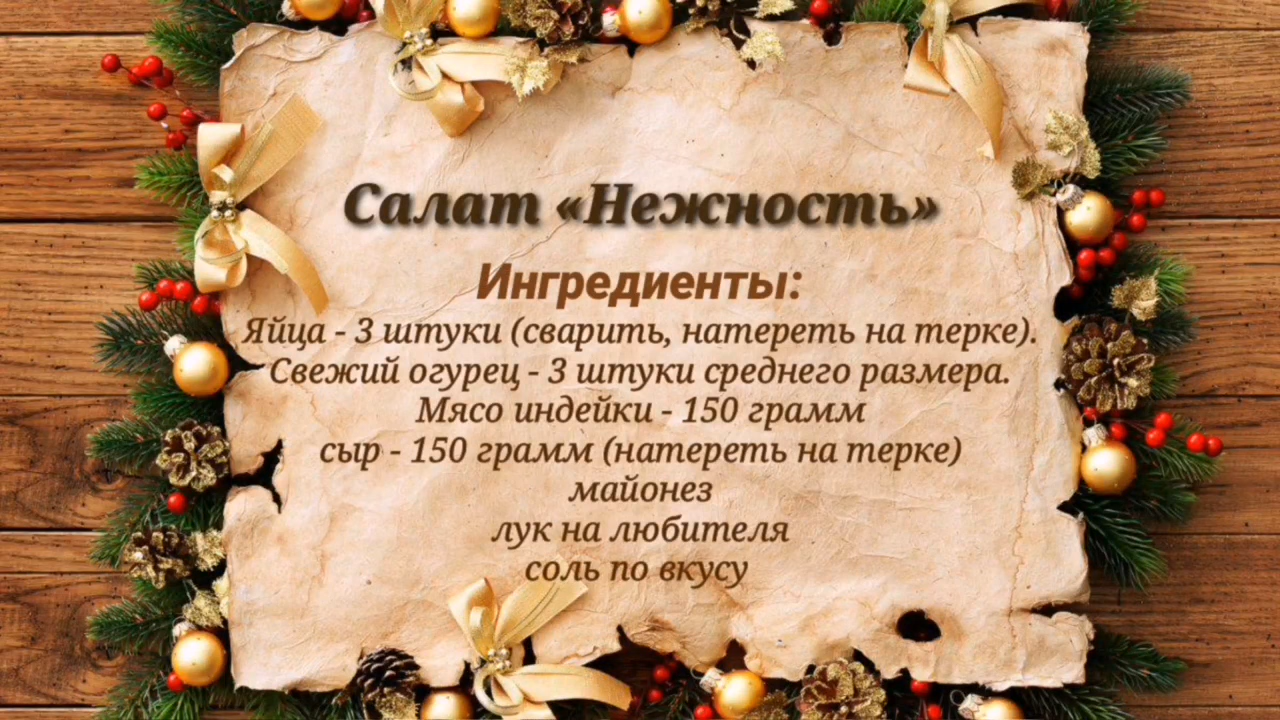 Салат «Нежность»
Ингредиенты:
Яйца - 3 штуки (сварить, натереть на терке).
Свежий огурец - 3 штуки среднего размера.
Мясо индейки - 150 грамм
сыр - 150 грамм (натереть на терке)
майонез
лук на любителя
соль по вкусу